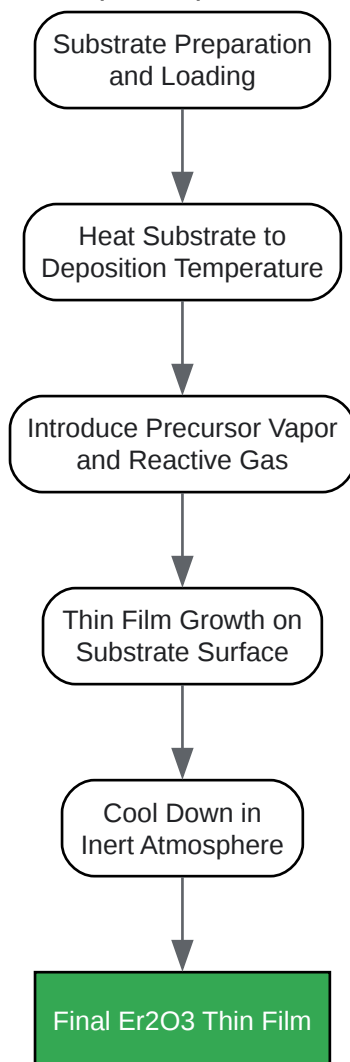 Substrate Preparation
and Loading
Heat Substrate to
Deposition Temperature
Introduce Precursor Vapor
and Reactive Gas
Thin Film Growth on
Substrate Surface
Cool Down in
Inert Atmosphere
Final Er2O3 Thin Film